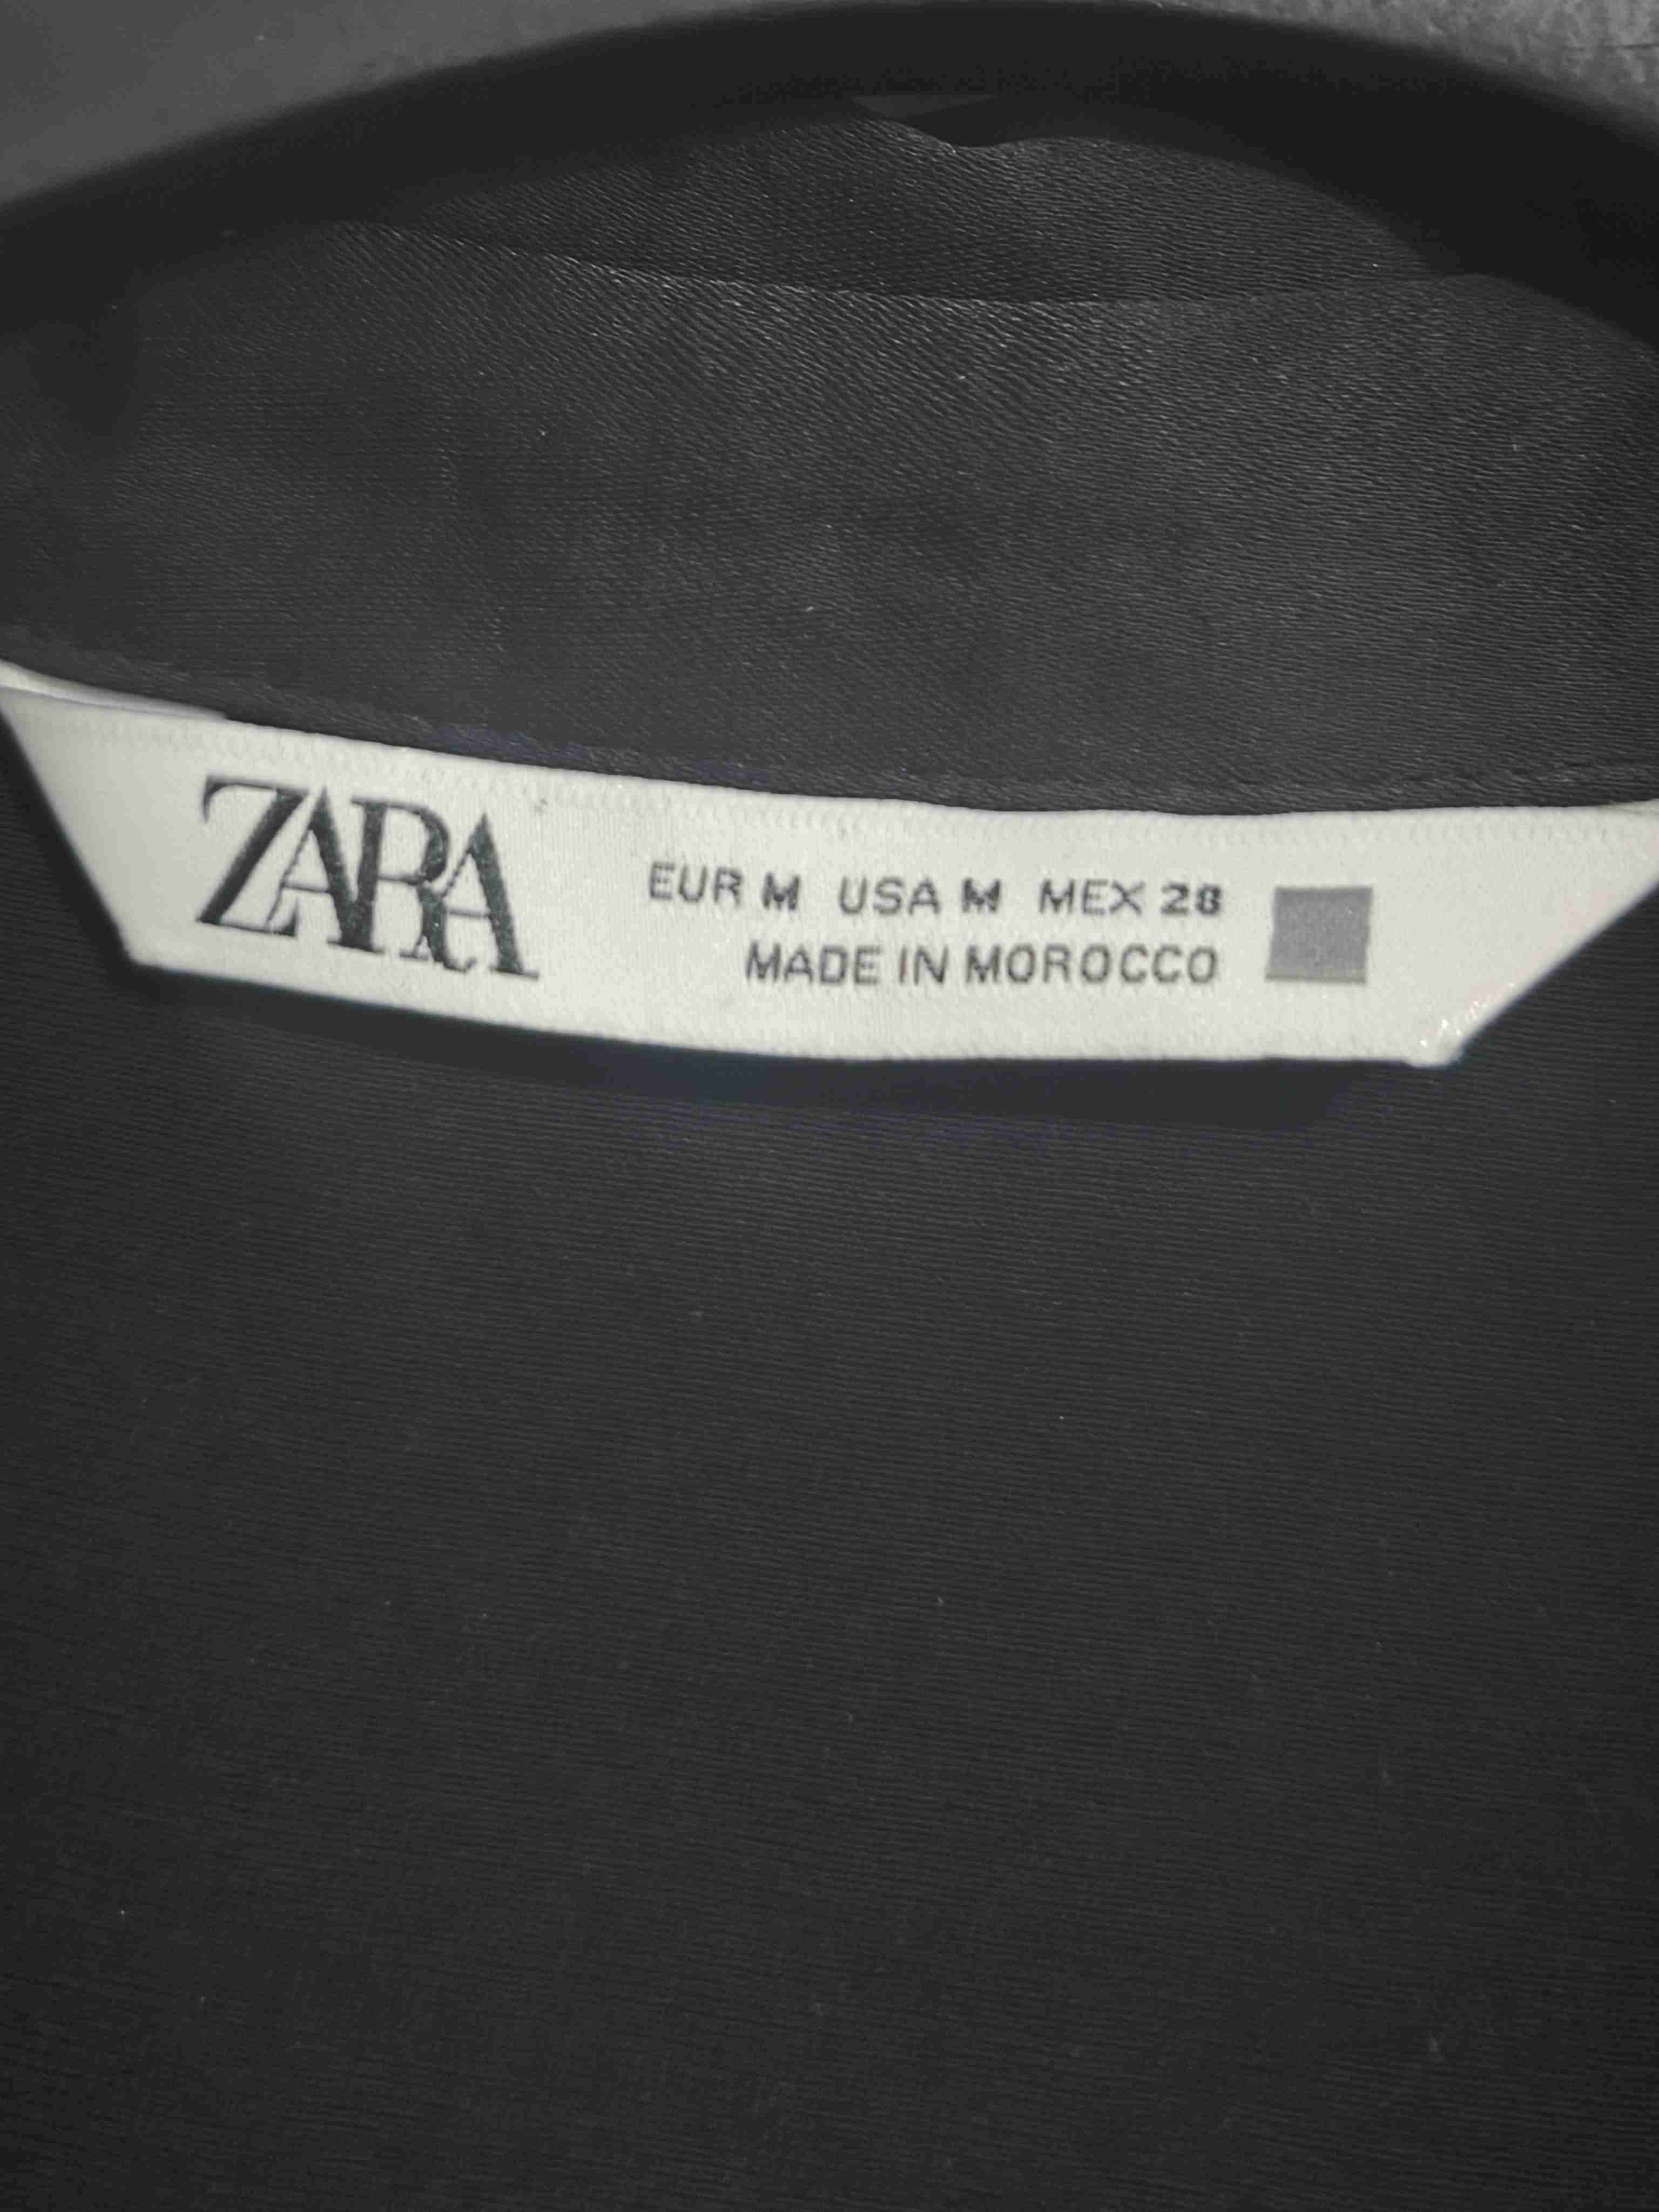 ZARA
EUR M USA M MEX 28
MADE IN MOROCCO